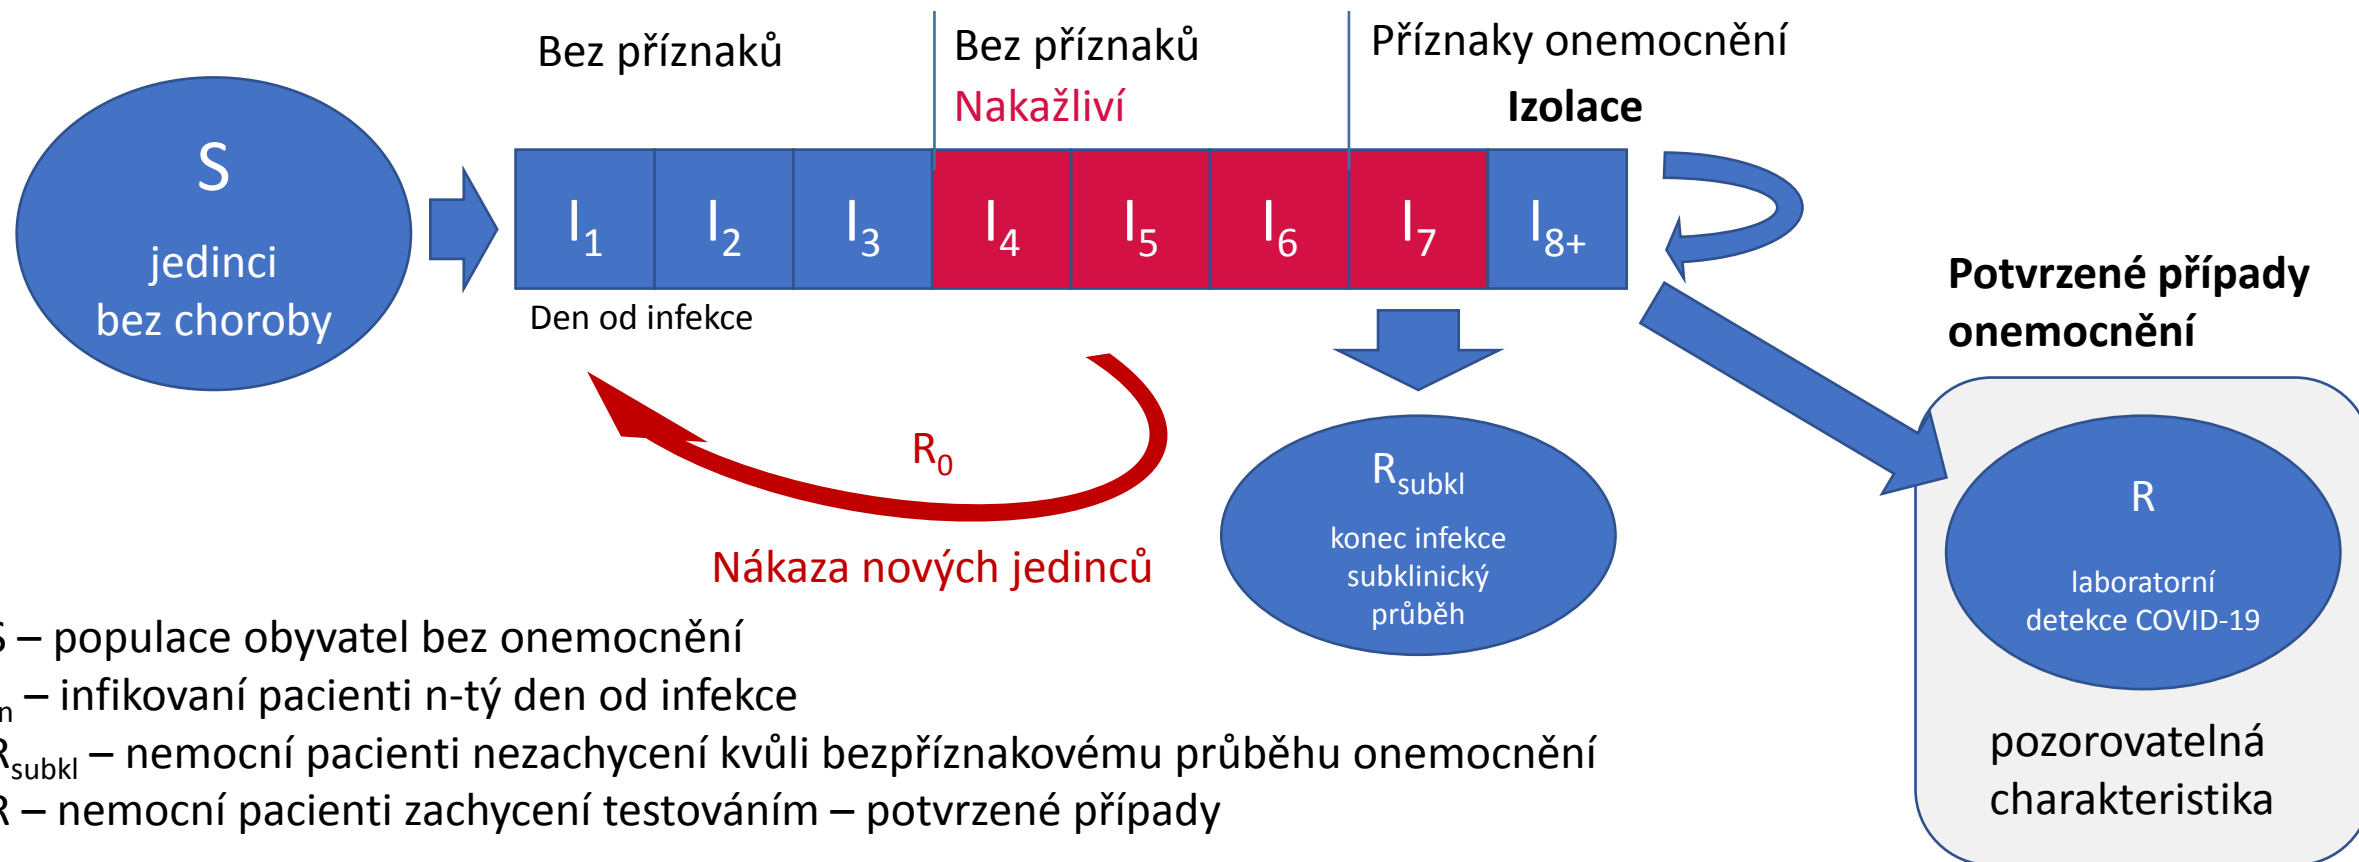 Bez příznaků
Bez příznaků
Nakažliví
Příznaky onemocnění
Izolace
S
jedinci
bez choroby
I1
I2
I3
I4
I5
I6
I7
I8+
Den od infekce
R0
Nákaza nových jedinců
Rsubkl
konec infekce
subklinický
průběh
Potvrzené případy
onemocnění
R
laboratorní
detekce COVID-19
pozorovatelná
charakteristika
S – populace obyvatel bez onemocnění
n – infikovaní pacienti n-tý den od infekce
Rsubkl – nemocní pacienti nezachycení kvůli bezpříznakovému průběhu onemocnění
R – nemocní pacienti zachycení testováním – potvrzené případy